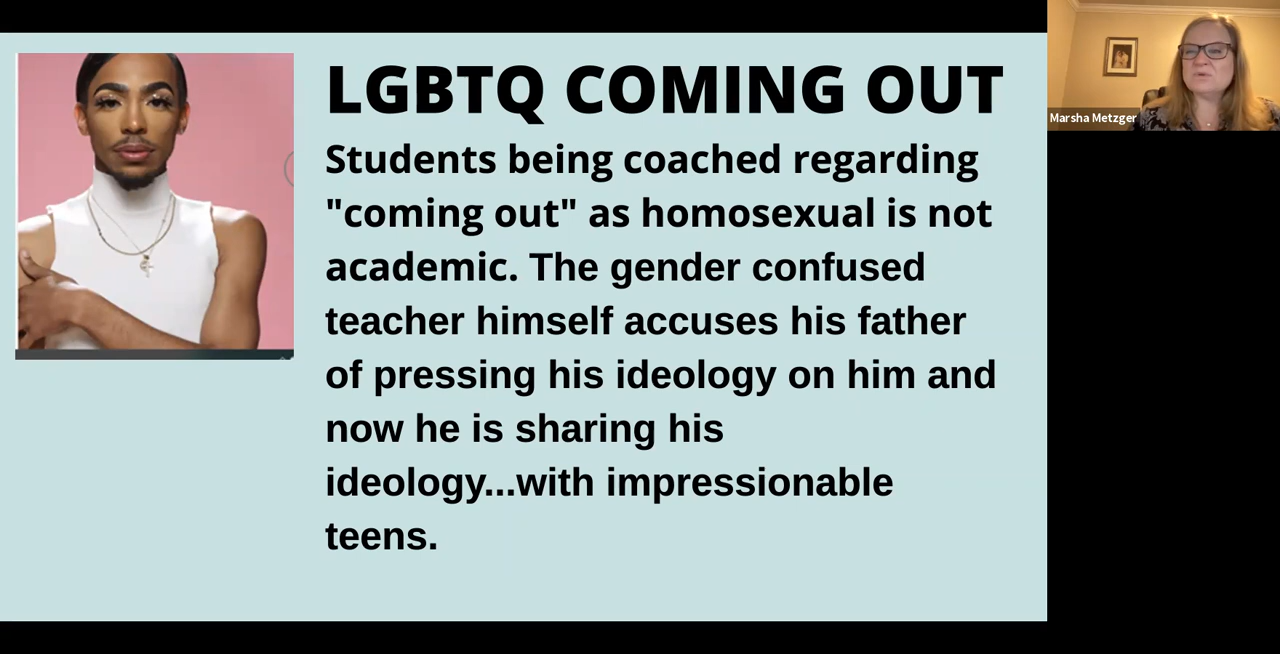 LGBTQ COMING OUT
Students being coached regarding
"coming out" as homosexual is not
academic. The gender confused
teacher himself accuses his father
of pressing his ideology on him and
now he is sharing his
ideology...with impressionable
teens.
Marsha Metzger